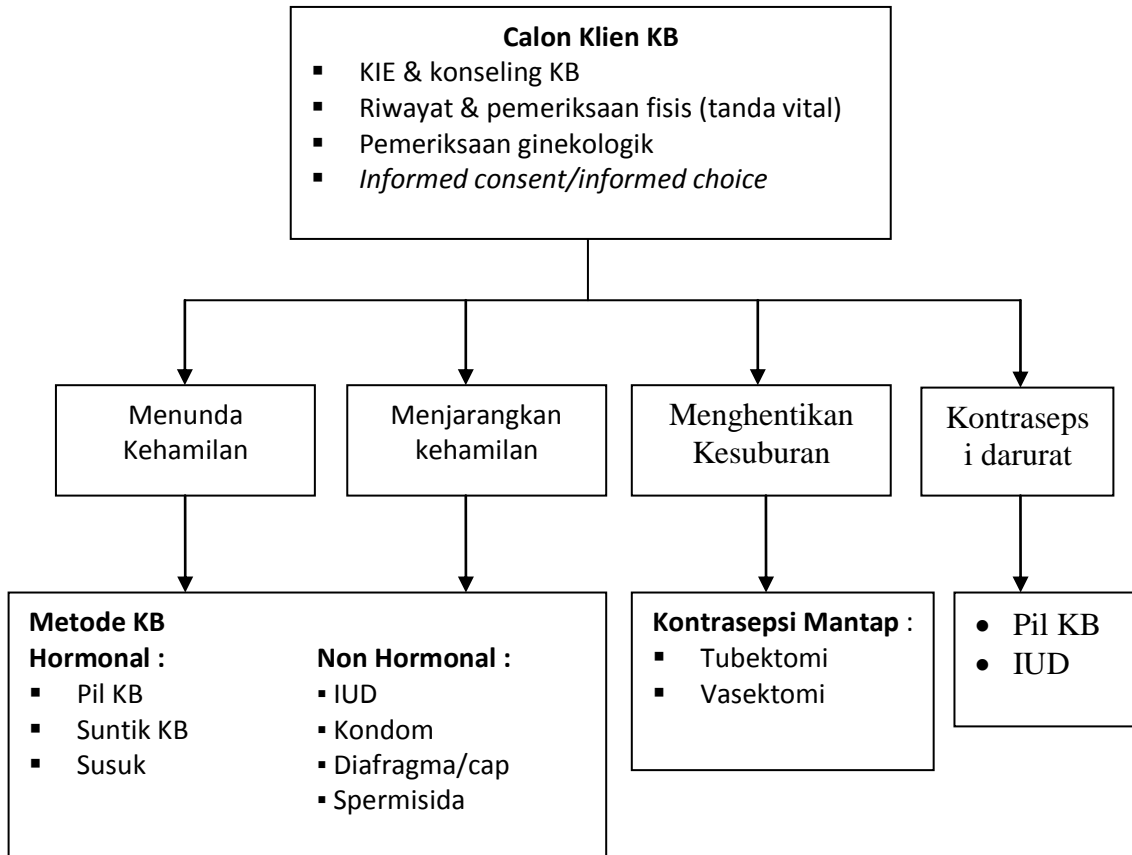 Calon Klien KB
▪ KIE & konseling KB
▪ Riwayat & pemeriksaan fisis (tanda vital)
▪ Pemeriksaan ginekologik
▪ Informed consent/informed choice
Menunda
Kehamilan
Menjarangkan
kehamilan
Menghentikan
Kesuburan
Kontraseps
i darurat
Metode KB
Hormonal :
▪ Pil KB
▪ Suntik KB
▪ Susuk
Non Hormonal :
▪ IUD
▪ Kondom
▪ Diafragma/cap
▪ Spermisida
Kontrasepsi Mantap :
▪ Tubektomi
▪ Vasektomi
• Pil KB
• IUD